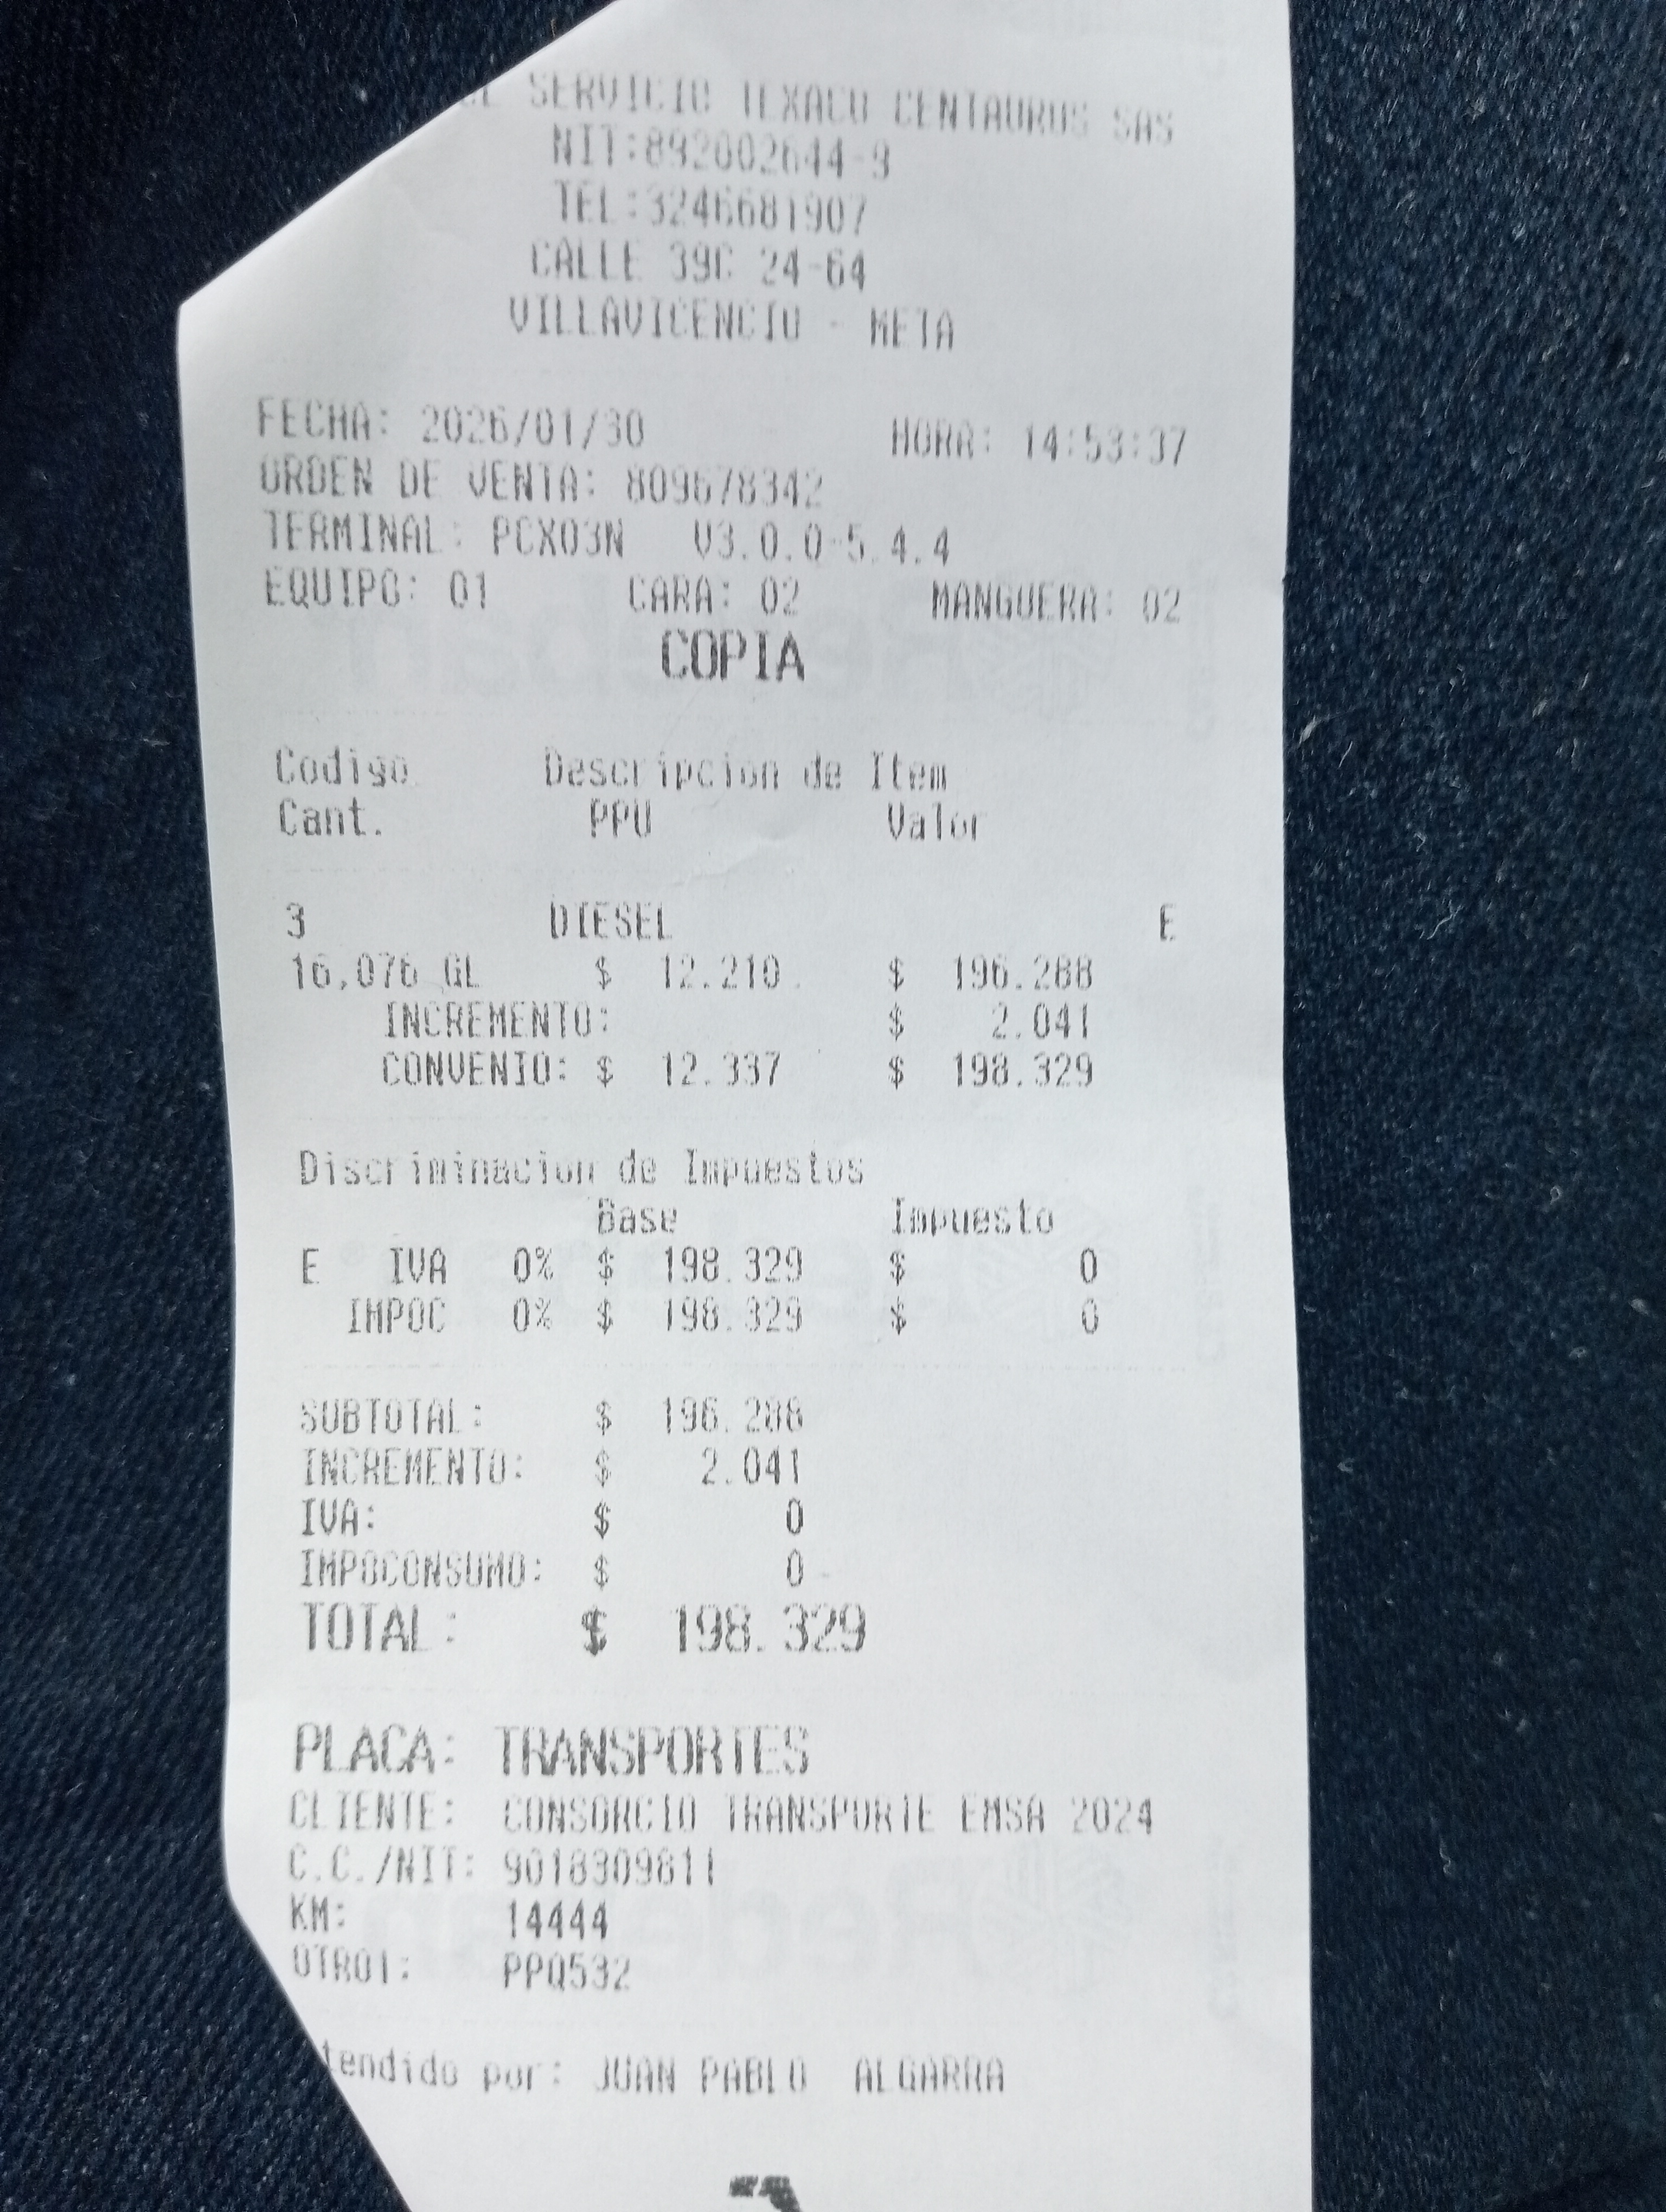 SERVICIO TEXACO CENTAUROS SAS
NIT:892002644-9
TEL:3246681907
CALLE 39C 24-64
VILLAVICENCIO - META
FECHA: 2026/01/30 HORA: 14:53:37
ORDEN DE VENTA: 809678342
TERMINAL: PCX03N V3.0.0-5.4.4
EQUIPO: 01 CARA: 02 MANGUERA: 02
COPIA
Codigo Descripcion de Item
Cant. PPU Valor
3 DIESEL E
16,076 GL $ 12.210 $ 196.288
INCREMENTO: $ 2.041
CONVENIO: $ 12.337 $ 198.329
Discriminacion de Impuestos
Base Impuesto
E IVA 0% $ 198.329 $ 0
IMPOC 0% $ 198.329 $ 0
SUBTOTAL: $ 196.288
INCREMENTO: $ 2.041
IVA: $ 0
IMPOCONSUMO: $ 0
TOTAL: $ 198.329
PLACA: TRANSPORTES
CLIENTE: CONSORCIO TRANSPORTE EMSA 2024
C.C./NIT: 9018309811
KM: 14444
OTRO1: PPQ532
tendido por: JUAN PABLO ALGARRA